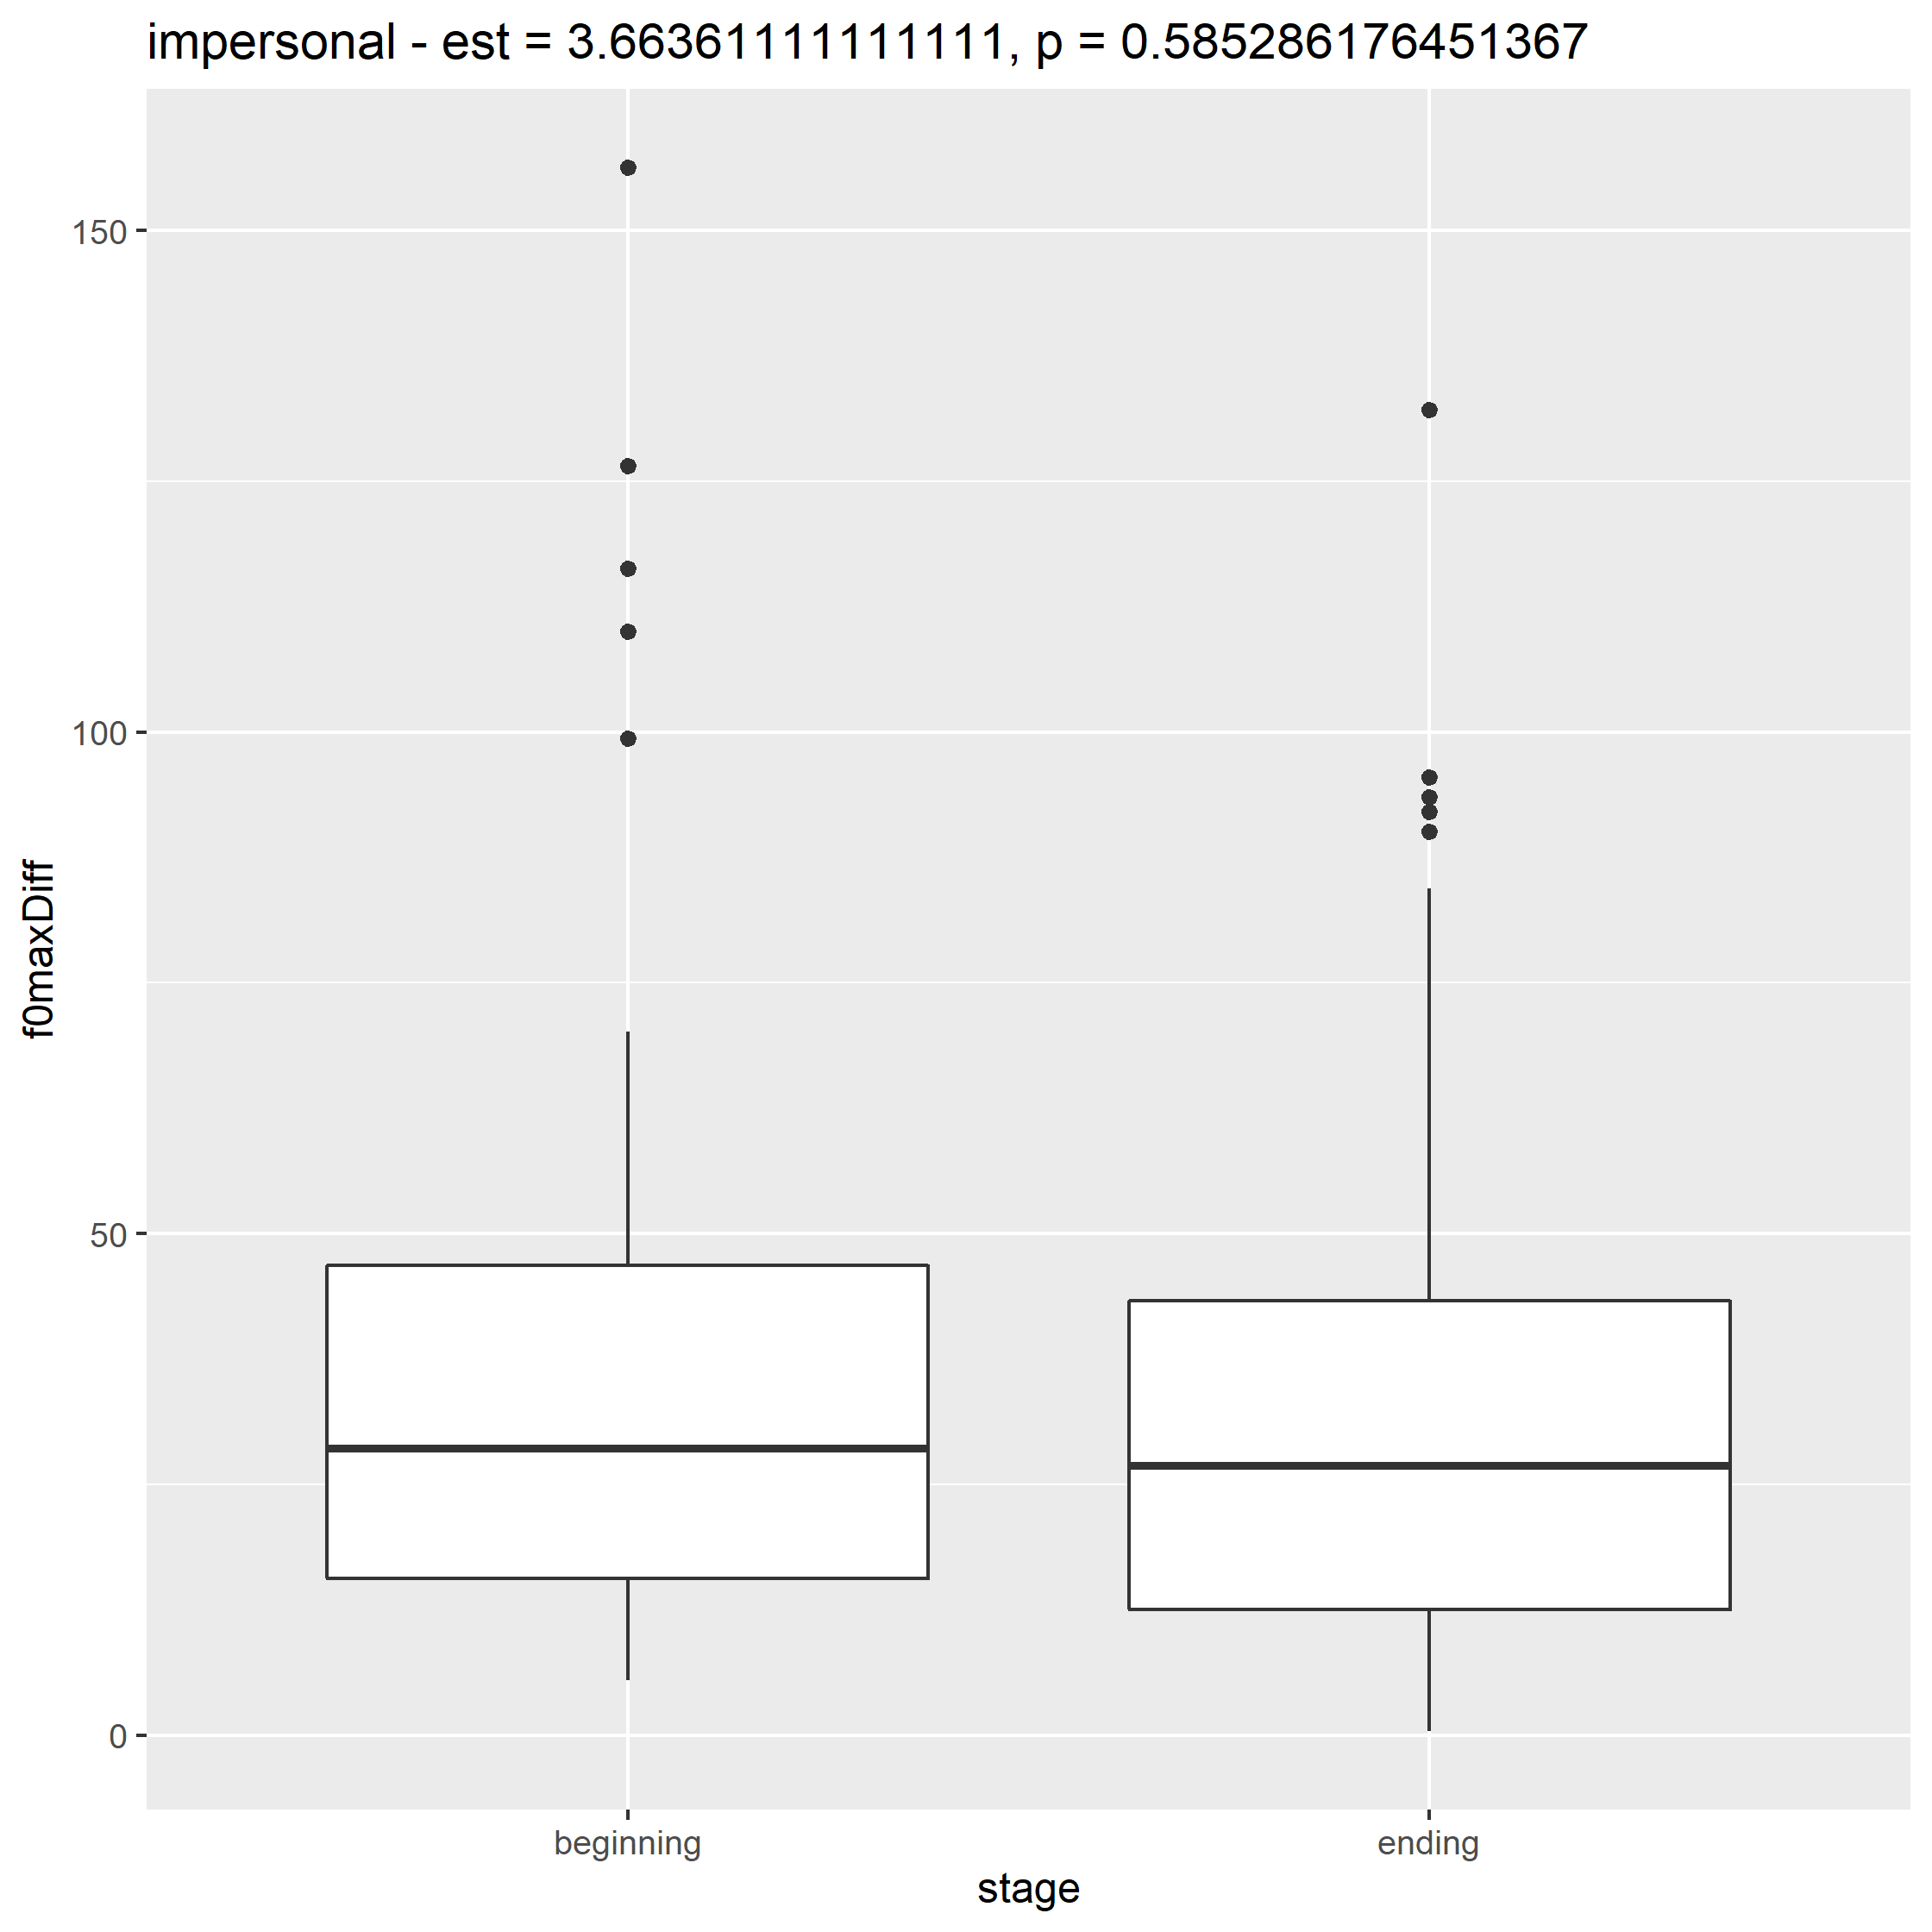 impersonal - est = 3.66361111111111, p = 0.585286176451367
150
100
50
0
f0maxDiff
beginning
ending
stage